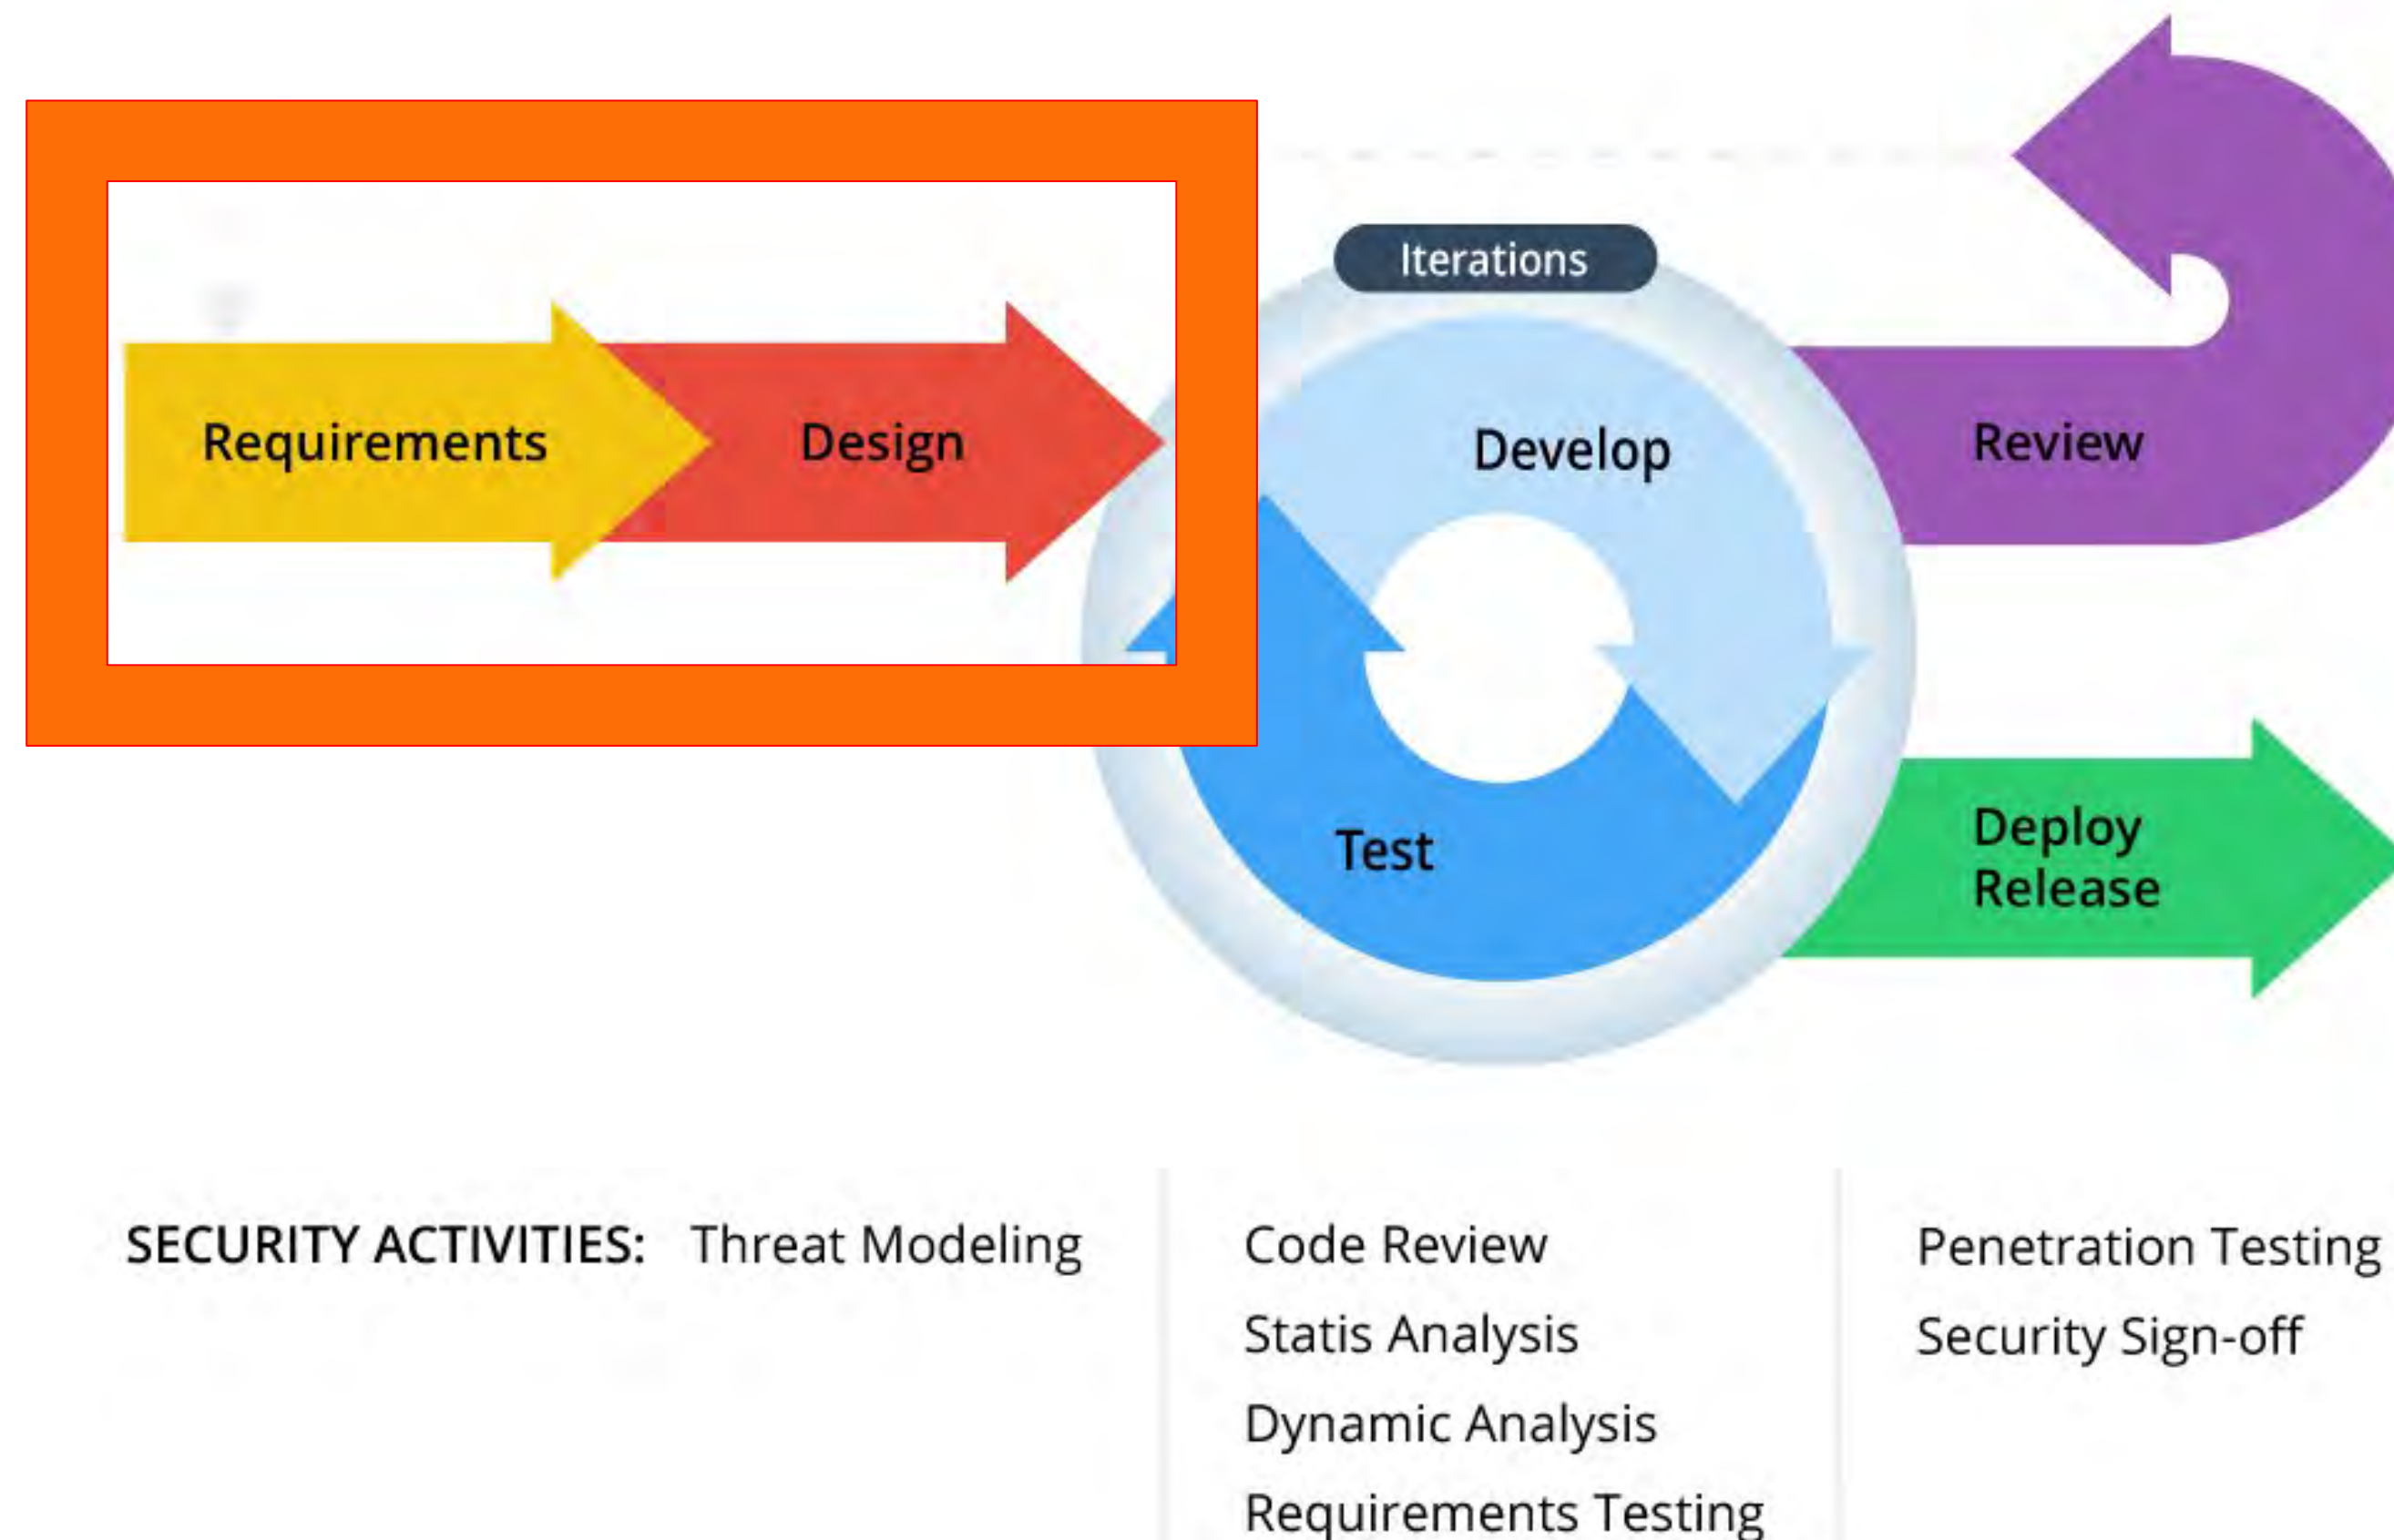 Iterations
Requirements
Design
Develop
Review
Test
Deploy
Release
SECURITY ACTIVITIES: Threat Modeling
Code Review
Statis Analysis
Dynamic Analysis
Requirements Testing
Penetration Testing
Security Sign-off